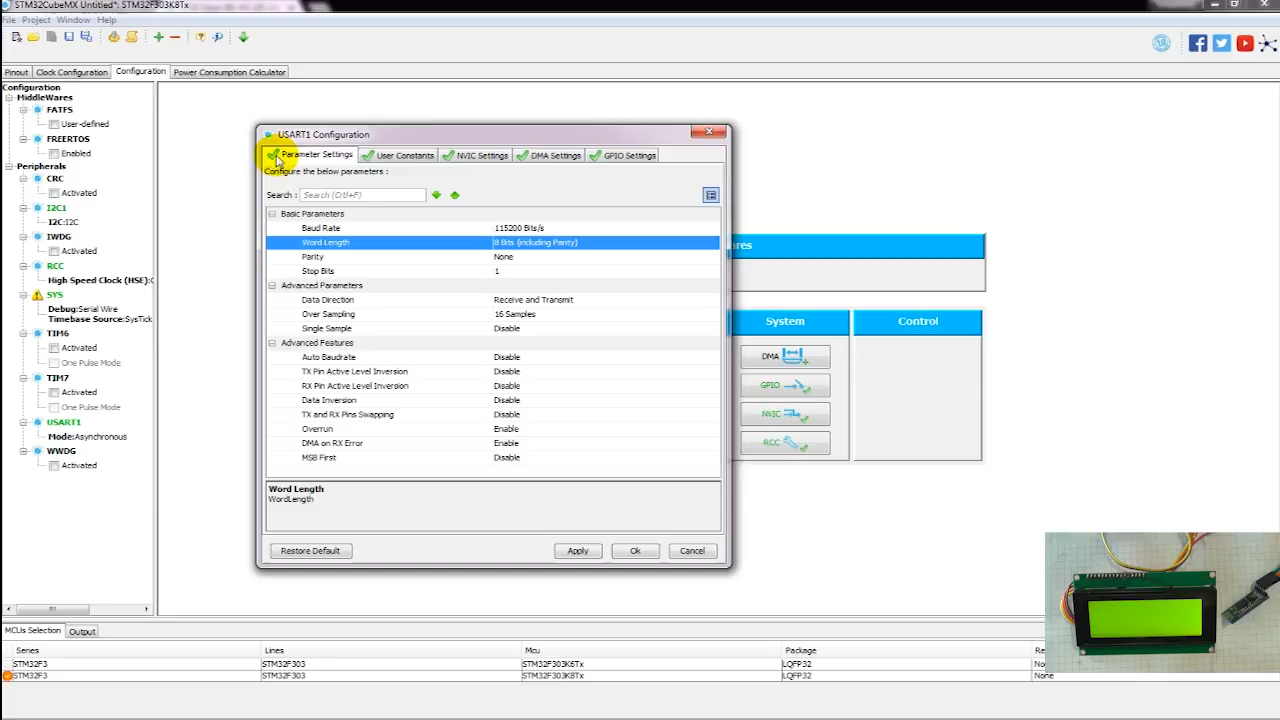 STM32CubeMX Untitled*: STM32F303K8Tx
File Project Window Help
Pinout Clock Configuration Configuration Power Consumption Calculator
Configuration
MiddleWares
FATFS
User-defined
FREERTOS
Enabled
Peripherals
CRC
Activated
I2C1
I2C:I2C
IWDG
Activated
RCC
High Speed Clock (HSE):
SYS
Debug:Serial Wire
Timebase Source:SysTick
TIM6
Activated
One Pulse Mode
TIM7
Activated
One Pulse Mode
USART1
Mode:Asynchronous
WWDG
Activated
USART1 Configuration
Parameter Settings User Constants NVIC Settings DMA Settings GPIO Settings
Configure the below parameters :
Search : Search (Crtl+F)
Basic Parameters
Baud Rate 115200 Bits/s
Word Length 8 Bits (including Parity)
Parity None
Stop Bits 1
Advanced Parameters
Data Direction Receive and Transmit
Over Sampling 16 Samples
Single Sample Disable
Advanced Features
Auto Baudrate Disable
TX Pin Active Level Inversion Disable
RX Pin Active Level Inversion Disable
Data Inversion Disable
TX and RX Pins Swapping Disable
Overrun Enable
DMA on RX Error Enable
MSB First Disable
Word Length
WordLength
Restore Default Apply Ok Cancel
ares
System Control
DMA
GPIO
NVIC
RCC
MCUs Selection Output
Series Lines Mcu Package Re
STM32F3 STM32F303 STM32F303K6Tx LQFP32 No
STM32F3 STM32F303 STM32F303K8Tx LQFP32 None